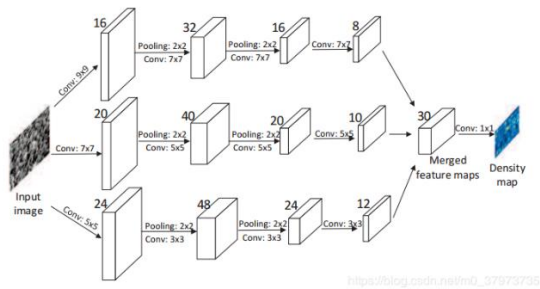 16
32
16
8
Conv: 9x9
Pooling: 2x2
Conv: 7x7
Pooling: 2x2
Conv: 7x7
Conv: 7x7
20
40
20
10
30
Conv: 7x7
Pooling: 2x2
Conv: 5x5
Pooling: 2x2
Conv: 5x5
Conv: 5x5
Conv: 1x1
Input
image
Merged
feature maps
Density
map
24
48
24
12
Conv: 5x5
Pooling: 2x2
Conv: 3x3
Pooling: 2x2
Conv: 3x3
Conv: 3x3
https://blog.csdn.net/m0_37973735